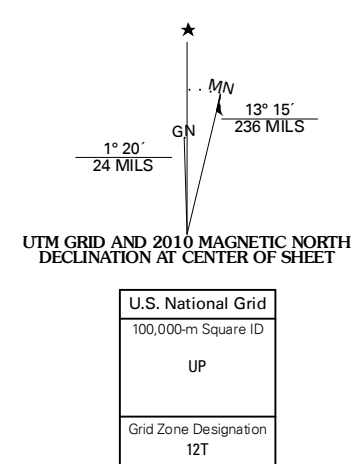 ★
MN
13° 15´
236 MILS
GN
1° 20´
24 MILS
UTM GRID AND 2010 MAGNETIC NORTH
DECLINATION AT CENTER OF SHEET
U.S. National Grid
100,000-m Square ID
UP
Grid Zone Designation
12T